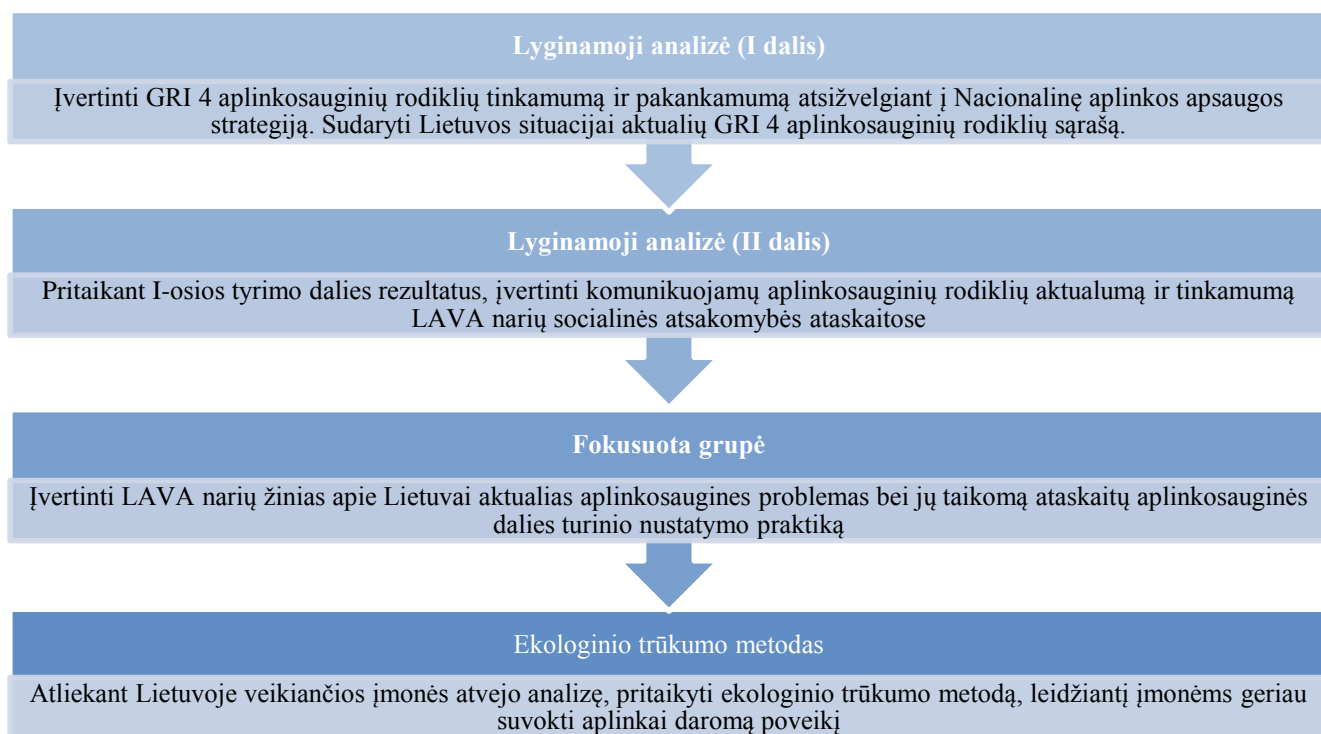 Lyginamoji analizė (I dalis)
Įvertinti GRI 4 aplinkosauginių rodiklių tinkamumą ir pakankamumą atsižvelgiant į Nacionalinę aplinkos apsaugos
strategiją. Sudaryti Lietuvos situacijai aktualių GRI 4 aplinkosauginių rodiklių sąrašą.
Lyginamoji analizė (II dalis)
Pritaikant I-osios tyrimo dalies rezultatus, įvertinti komunikuojamų aplinkosauginių rodiklių aktualumą ir tinkamumą
LAVA narių socialinės atsakomybės ataskaitose
Fokusuota grupė
Įvertinti LAVA narių žinias apie Lietuvai aktualias aplinkosaugines problemas bei jų taikomą ataskaitų aplinkosauginės
dalies turinio nustatymo praktiką
Ekologinio trūkumo metodas
Atliekant Lietuvoje veikiančios įmonės atvejo analizę, pritaikyti ekologinio trūkumo metodą, leidžiantį įmonėms geriau
suvokti aplinkai daromą poveikį